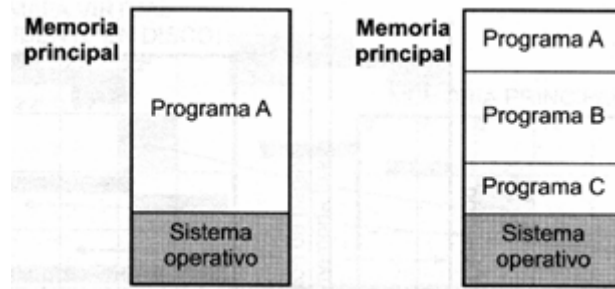 Memoria
principal
Programa A
Sistema
operativo
Memoria
principal
Programa A
Programa B
Programa C
Sistema
operativo